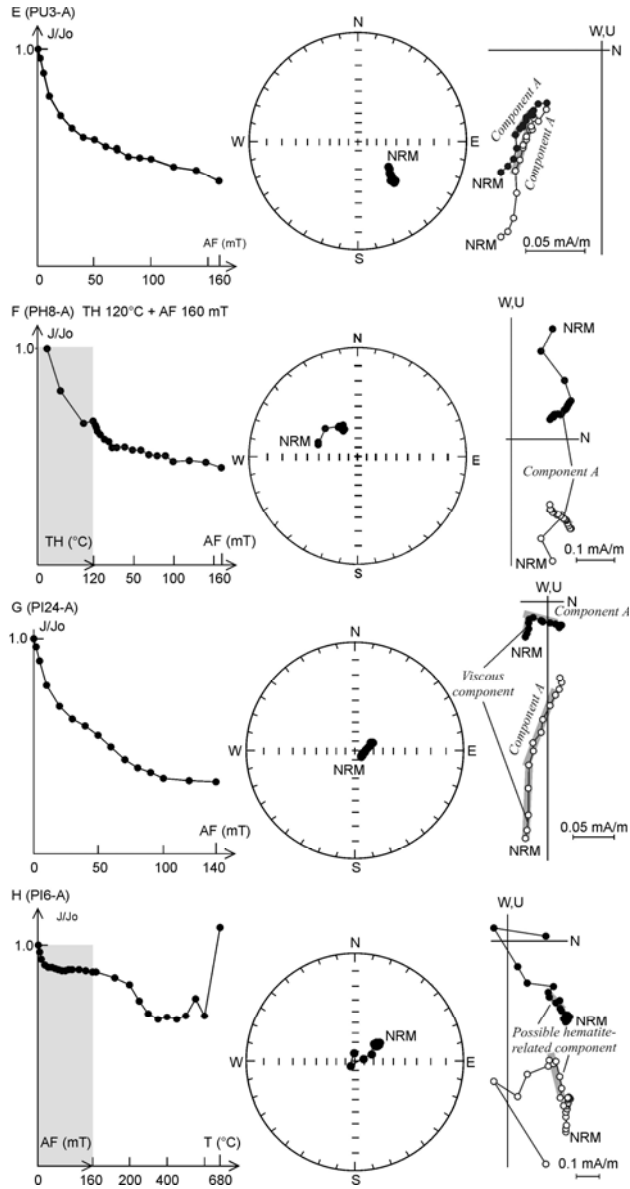 E (PU3-A)
J/Jo
1.0
AF (mT)
0 50 100 160
N
W E
S
NRM
W,U
N
Component A
Component A
NRM
NRM
0.05 mA/m
F (PH8-A) TH 120°C + AF 160 mT
J/Jo
1.0
TH (°C) AF (mT)
0 120 50 100 160
N
W E
S
NRM
W,U
NRM
N
Component A
NRM
0.1 mA/m
G (PI24-A)
J/Jo
1.0
AF (mT)
0 50 100 140
N
W E
S
NRM
W,U
N
Component A
NRM
Viscous
component
Component A
NRM
0.05 mA/m
H (PI6-A)
J/Jo
1.0
AF (mT) T (°C)
0 160 200 400 680
N
W E
S
NRM
W,U
N
NRM
Possible hematite-
related component
NRM
0.1 mA/m